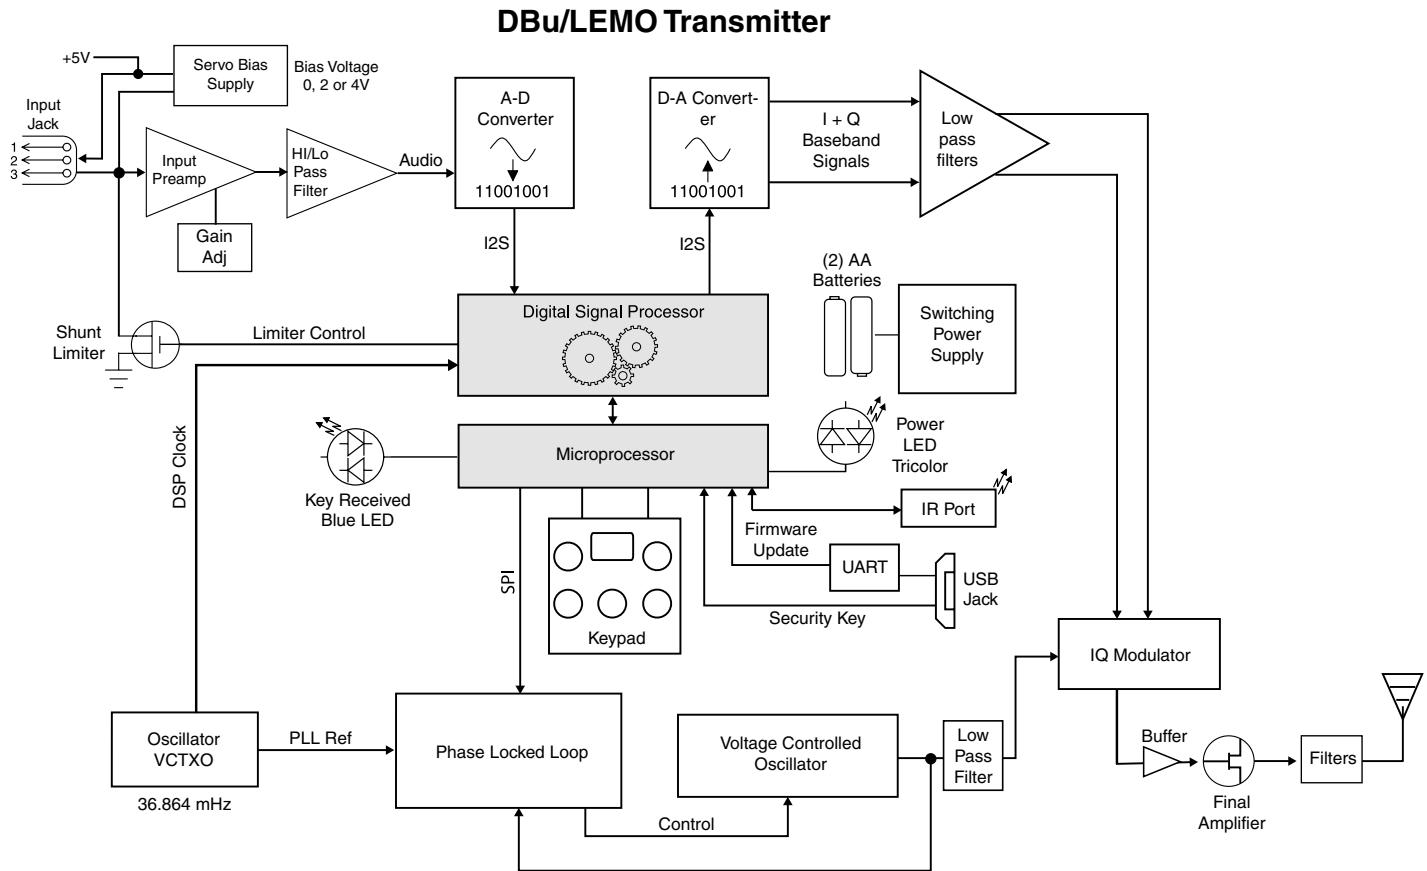 DBu/LEMO Transmitter
+5V
Servo Bias
Supply
Bias Voltage
0, 2 or 4V
Input
Jack
1
2
3
Input
Preamp
HI/Lo
Pass
Filter
Audio
Gain
Adj
A-D
Converter
11001001
D-A Convert-
er
11001001
I + Q
Baseband
Signals
Low
pass
filters
I2S
I2S
(2) AA
Batteries
Switching
Power
Supply
Shunt
Limiter
Limiter Control
Digital Signal Processor
DSP Clock
Key Received
Blue LED
Microprocessor
Power
LED
Tricolor
IR Port
Firmware
Update
UART
USB
Jack
Security Key
SPI
Keypad
IQ Modulator
Oscillator
VCTXO
36.864 mHz
PLL Ref
Phase Locked Loop
Control
Voltage Controlled
Oscillator
Low
Pass
Filter
Buffer
Final
Amplifier
Filters